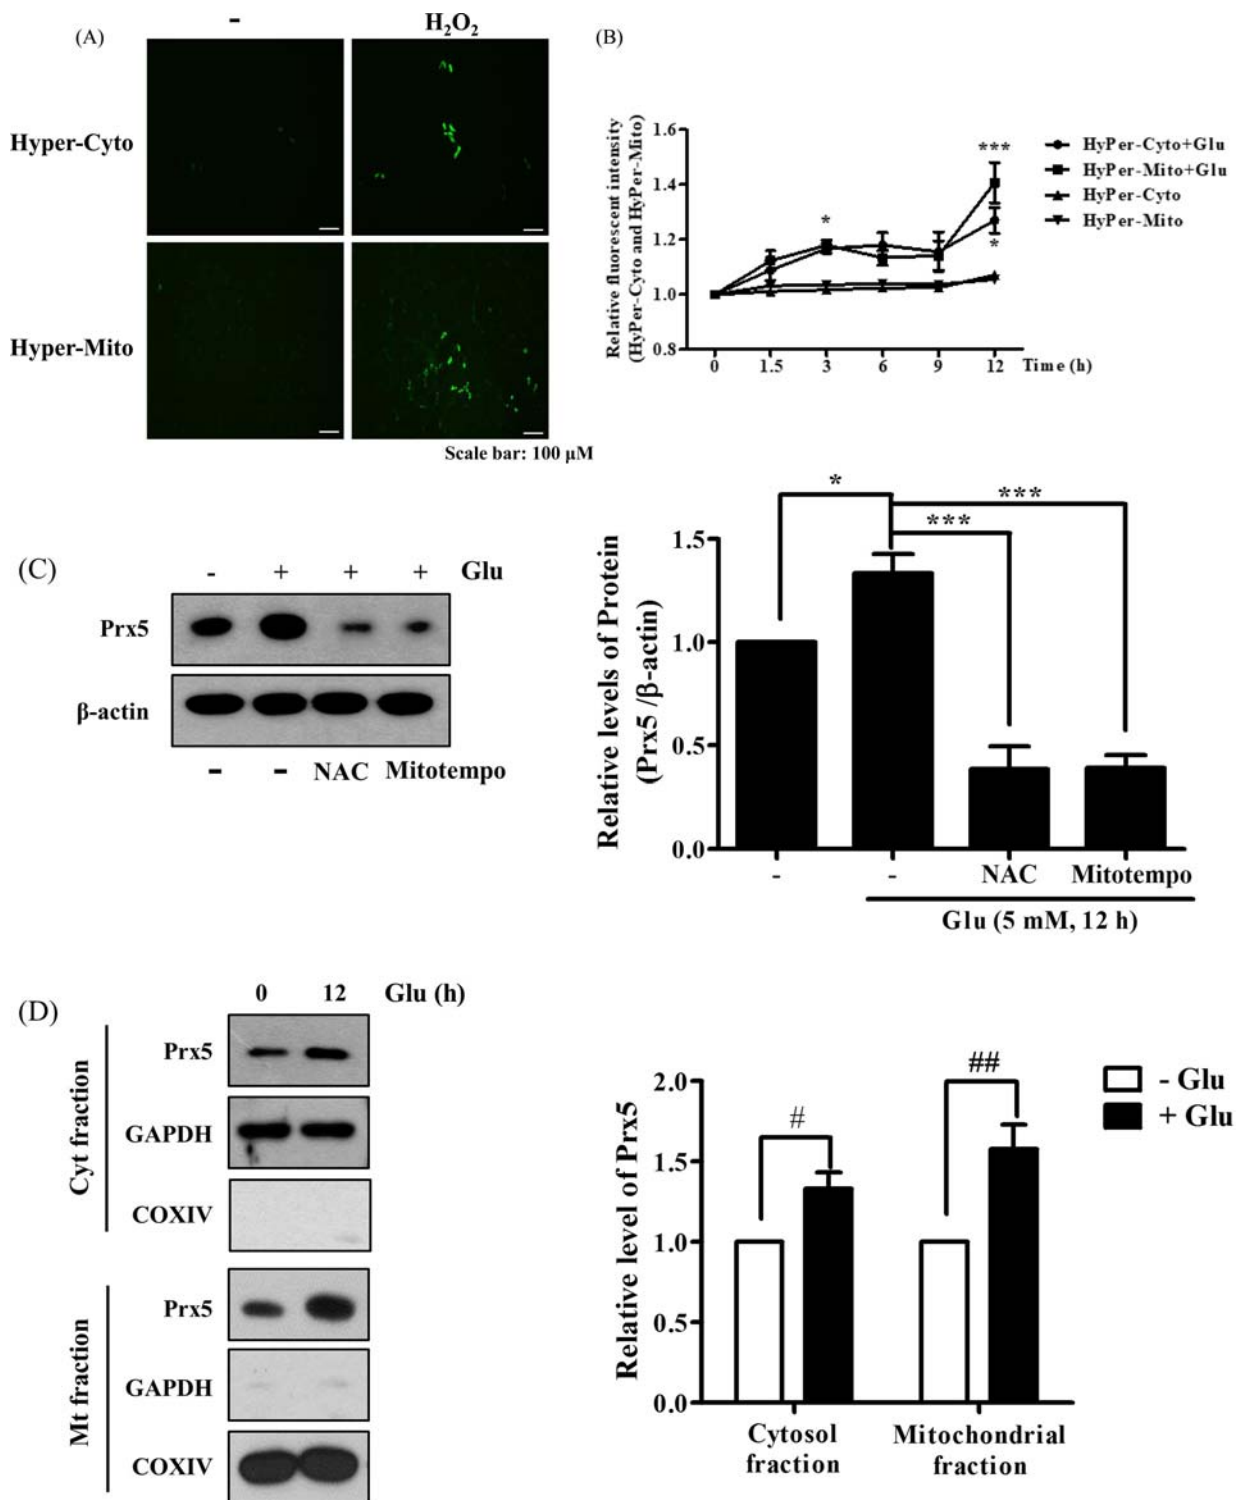 (A)
-
H₂O₂
Hyper-Cyto
Hyper-Mito
Scale bar: 100 μM
(B)
Relative fluorescent intensity
(HyPer-Cyto and HyPer-Mito)
1.6
1.4
1.2
1.0
0.8
*
***
*
0 1.5 3 6 9 12 Time (h)
HyPer-Cyto+Glu
HyPer-Mito+Glu
HyPer-Cyto
HyPer-Mito
(C)
- + + + Glu
Prx5
β-actin
- - NAC Mitotempo
Relative levels of Protein
(Prx5 /β-actin)
1.5
1.0
0.5
0.0
*
***
***
- - NAC Mitotempo
Glu (5 mM, 12 h)
(D)
0 12 Glu (h)
Cyt fraction
Prx5
GAPDH
COXIV
Mt fraction
Prx5
GAPDH
COXIV
Relative level of Prx5
2.0
1.5
1.0
0.5
0.0
#
##
- Glu
+ Glu
Cytosol
fraction
Mitochondrial
fraction